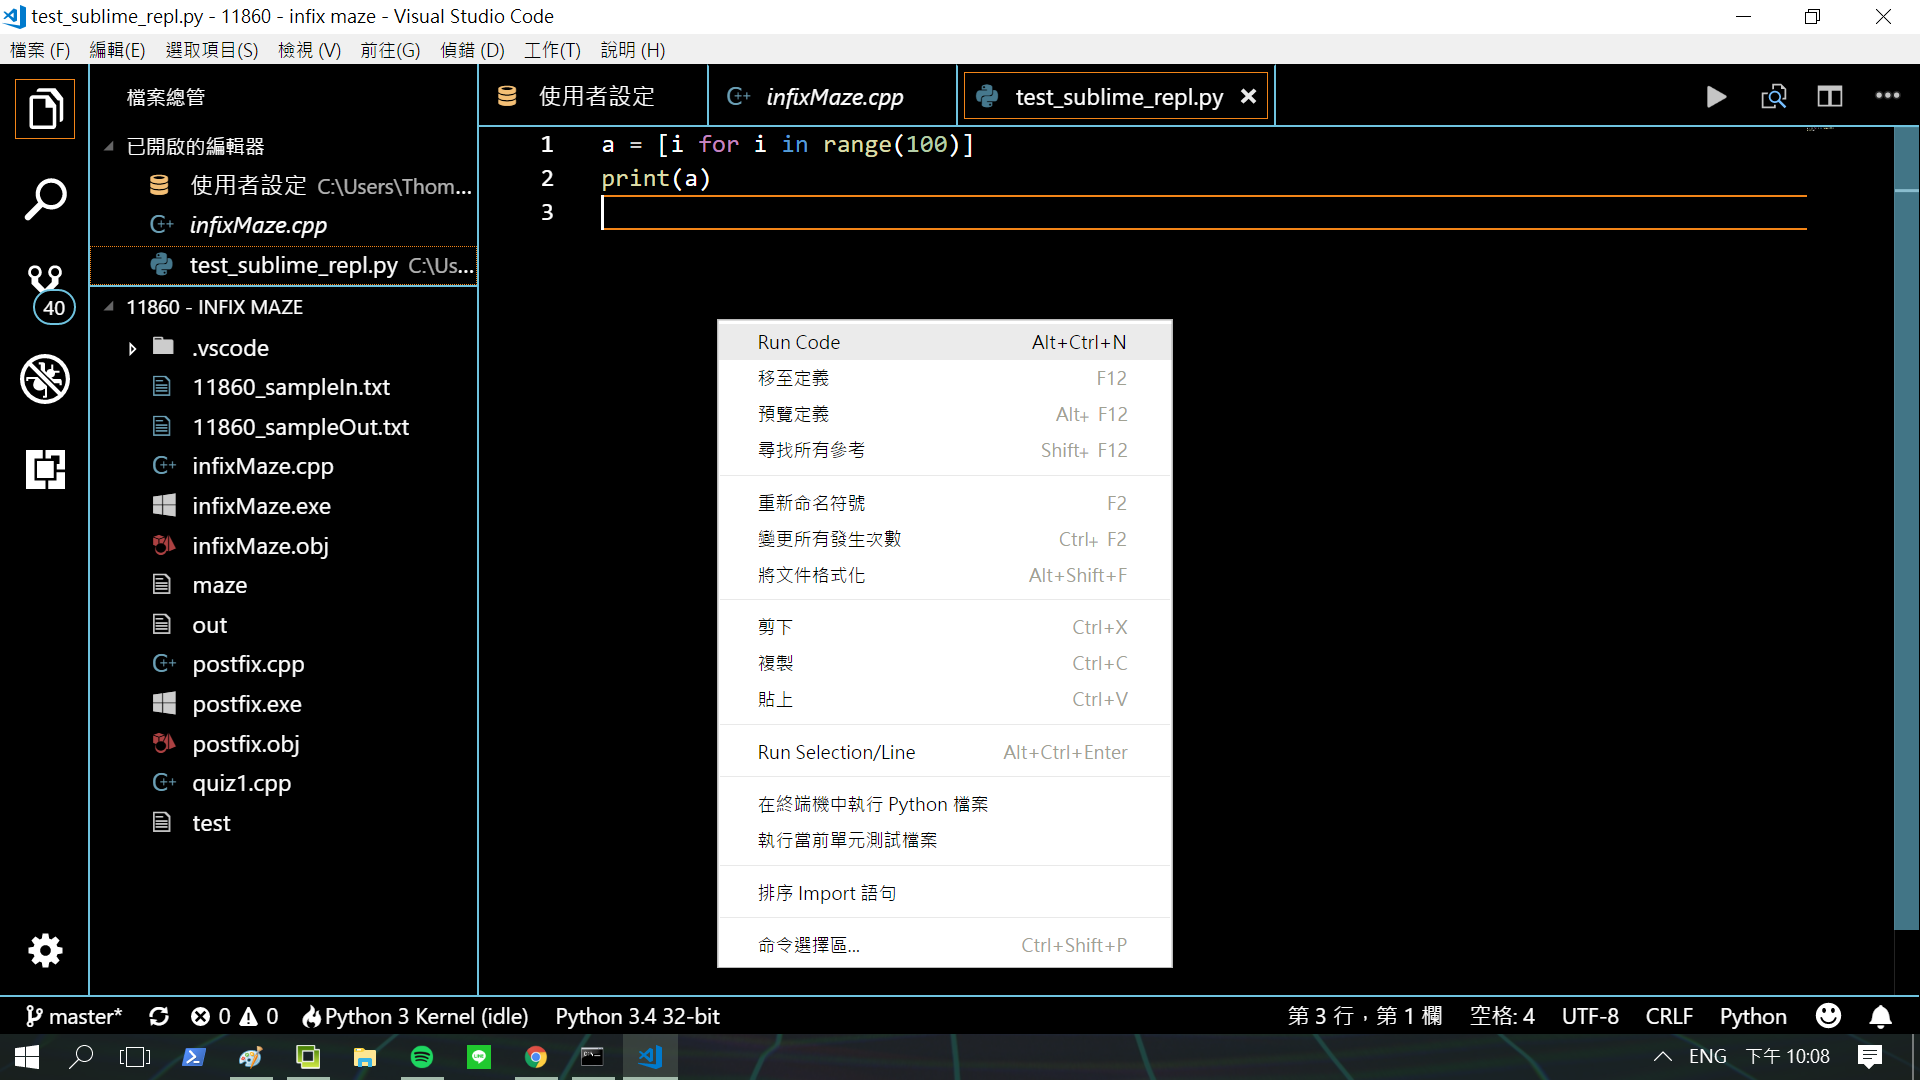 test_sublime_repl.py - 11860 - infix maze - Visual Studio Code
檔案 (F) 編輯(E) 選取項目(S) 檢視 (V) 前往(G) 偵錯 (D) 工作(T) 說明 (H)
檔案總管
已開啟的編輯器
使用者設定 C:\Users\Thom...
infixMaze.cpp
test_sublime_repl.py C:\Us...
40
11860 - INFIX MAZE
.vscode
11860_sampleIn.txt
11860_sampleOut.txt
infixMaze.cpp
infixMaze.exe
infixMaze.obj
maze
out
postfix.cpp
postfix.exe
postfix.obj
quiz1.cpp
test
使用者設定 infixMaze.cpp test_sublime_repl.py
1 a = [i for i in range(100)]
2 print(a)
3
Run Code Alt+Ctrl+N
移至定義 F12
預覽定義 Alt+ F12
尋找所有參考 Shift+ F12
重新命名符號 F2
變更所有發生次數 Ctrl+ F2
將文件格式化 Alt+Shift+F
剪下 Ctrl+X
複製 Ctrl+C
貼上 Ctrl+V
Run Selection/Line Alt+Ctrl+Enter
在終端機中執行 Python 檔案
執行當前單元測試檔案
排序 Import 語句
命令選擇區... Ctrl+Shift+P
master* 0 0 Python 3 Kernel (idle) Python 3.4 32-bit 第 3 行，第 1 欄 空格: 4 UTF-8 CRLF Python
ENG 下午 10:08